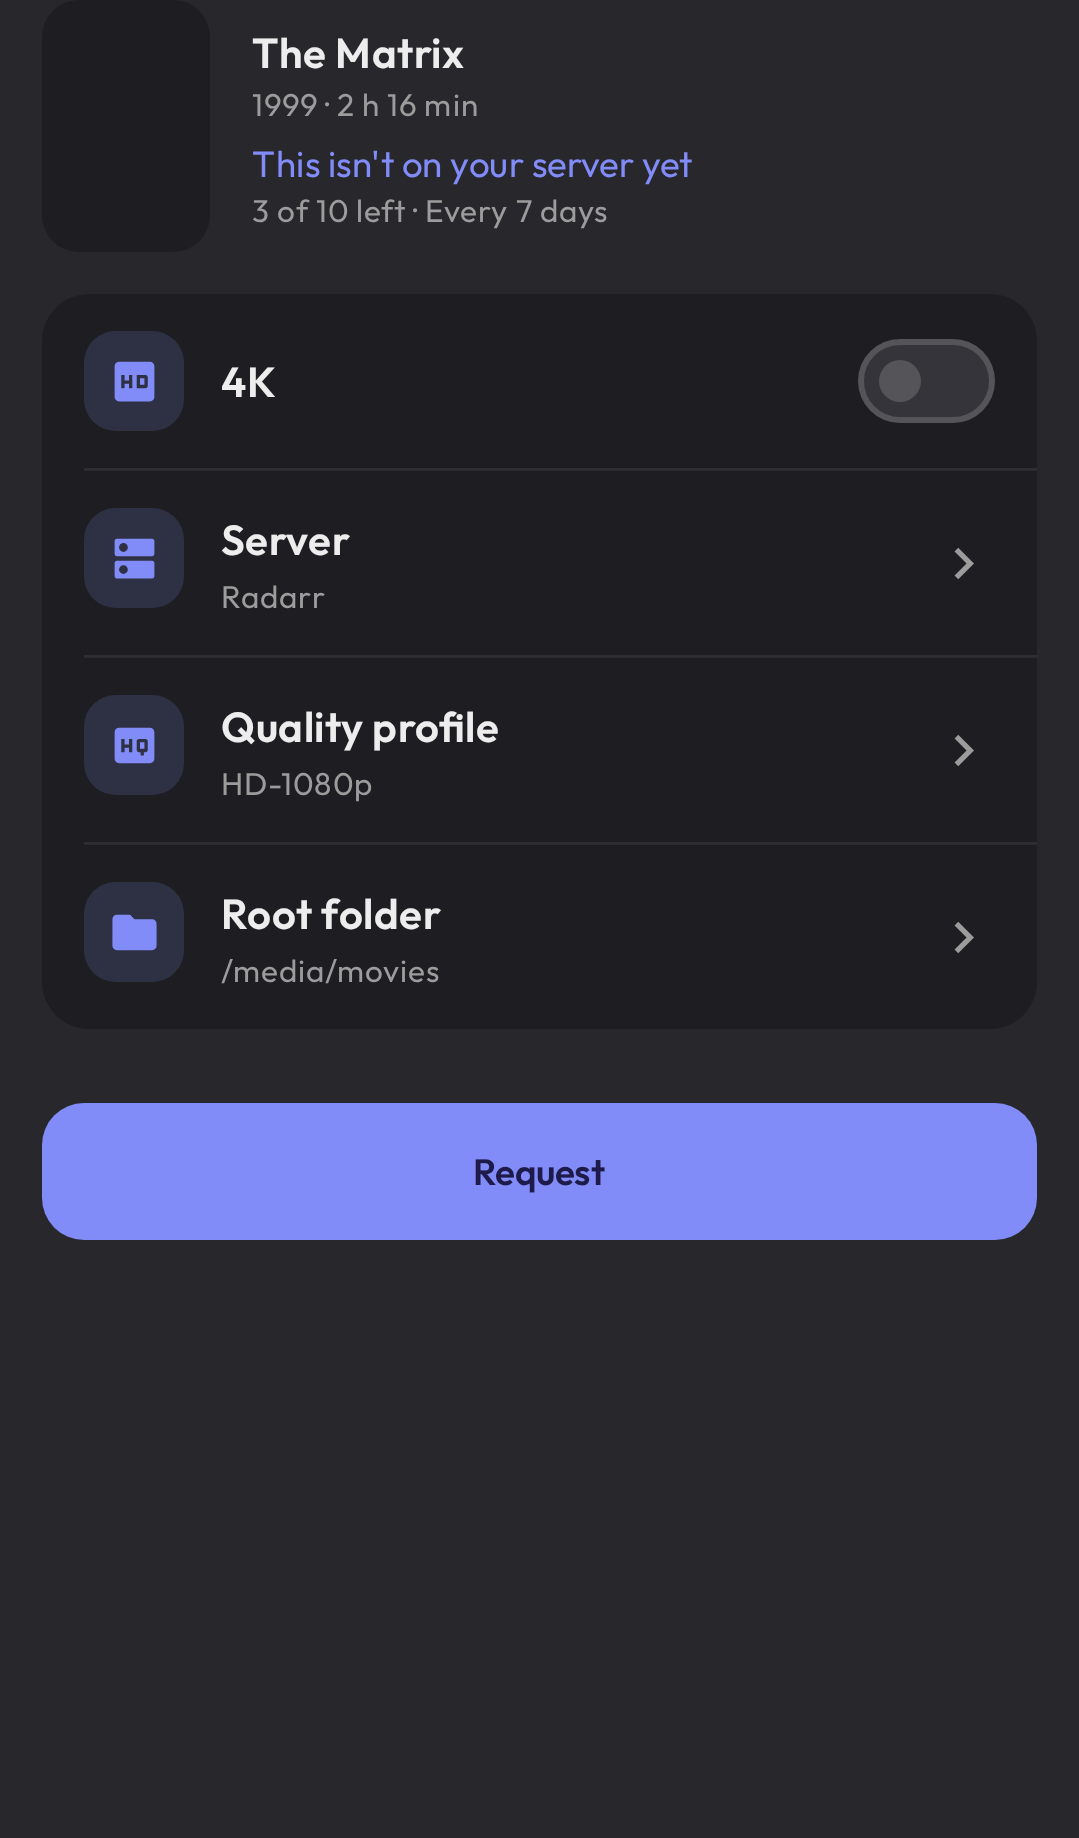 The Matrix
1999 · 2 h 16 min
This isn't on your server yet
3 of 10 left · Every 7 days
HD
4K
Server
Radarr
HQ
Quality profile
HD-1080p
Root folder
/media/movies
Request